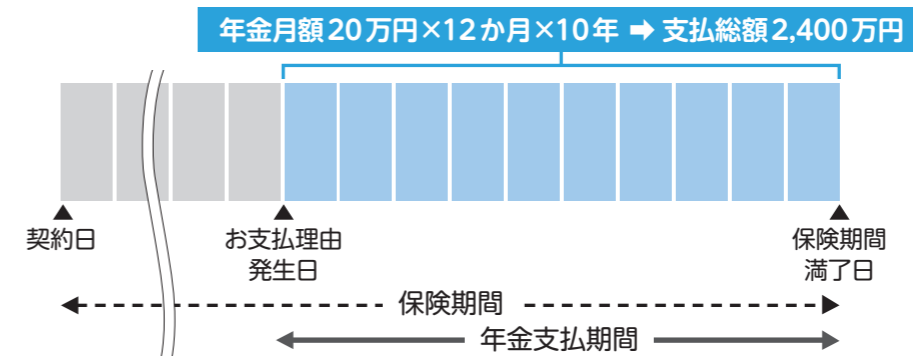 年金月額20万円×12か月×10年 ➡ 支払総額2,400万円
契約日
お支払理由
発生日
保険期間
満了日
保険期間
年金支払期間